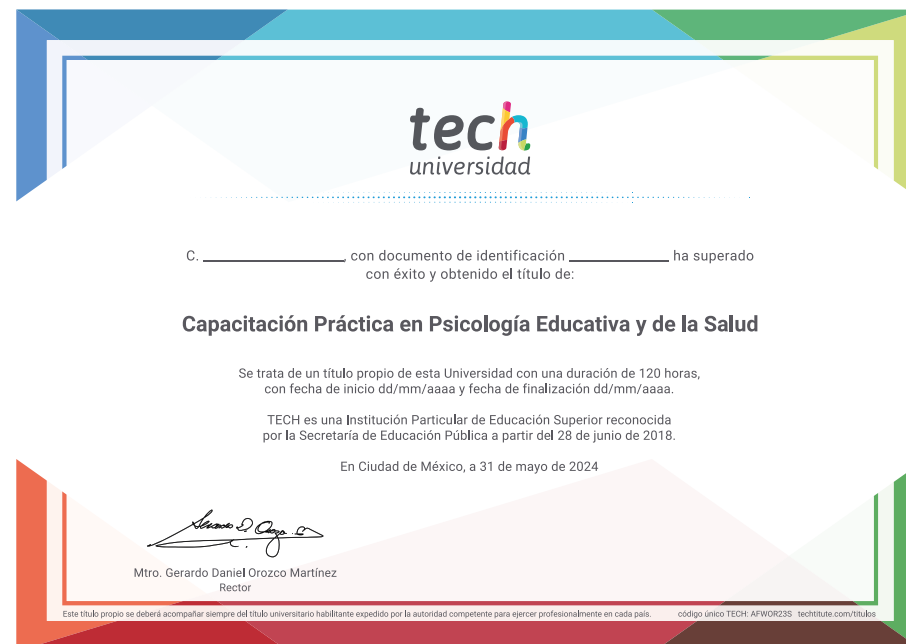 tech
universidad
C. ____________________, con documento de identificación ______________ ha superado
con éxito y obtenido el título de:
Capacitación Práctica en Psicología Educativa y de la Salud
Se trata de un título propio de esta Universidad con una duración de 120 horas,
con fecha de inicio dd/mm/aaaa y fecha de finalización dd/mm/aaaa.
TECH es una Institución Particular de Educación Superior reconocida
por la Secretaría de Educación Pública a partir del 28 de junio de 2018.
En Ciudad de México, a 31 de mayo de 2024
Mtro. Gerardo Daniel Orozco Martínez
Rector
Este título propio se deberá acompañar siempre del título universitario habilitante expedido por la autoridad competente para ejercer profesionalmente en cada país. código único TECH: AFWOR23S techtitute.com/titulos